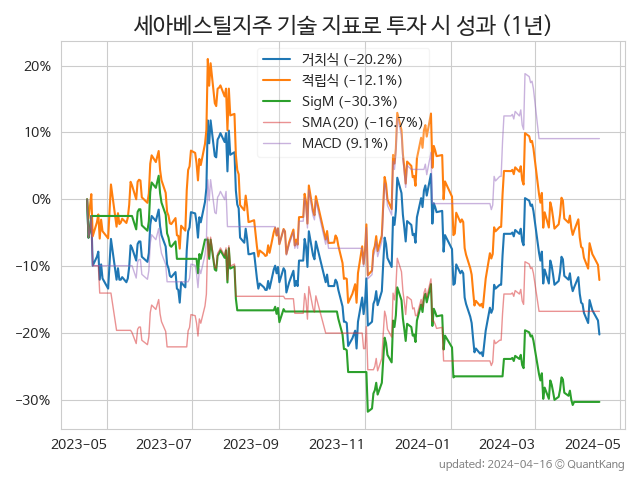 세아베스틸지주 기술 지표로 투자 시 성과 (1년)
거치식 (−20.2%)
적립식 (−12.1%)
SigM (−30.3%)
SMA(20) (−16.7%)
MACD (9.1%)
20%
10%
0%
−10%
−20%
−30%
2023-05 2023-07 2023-09 2023-11 2024-01 2024-03 2024-05
updated: 2024-04-16 © QuantKang